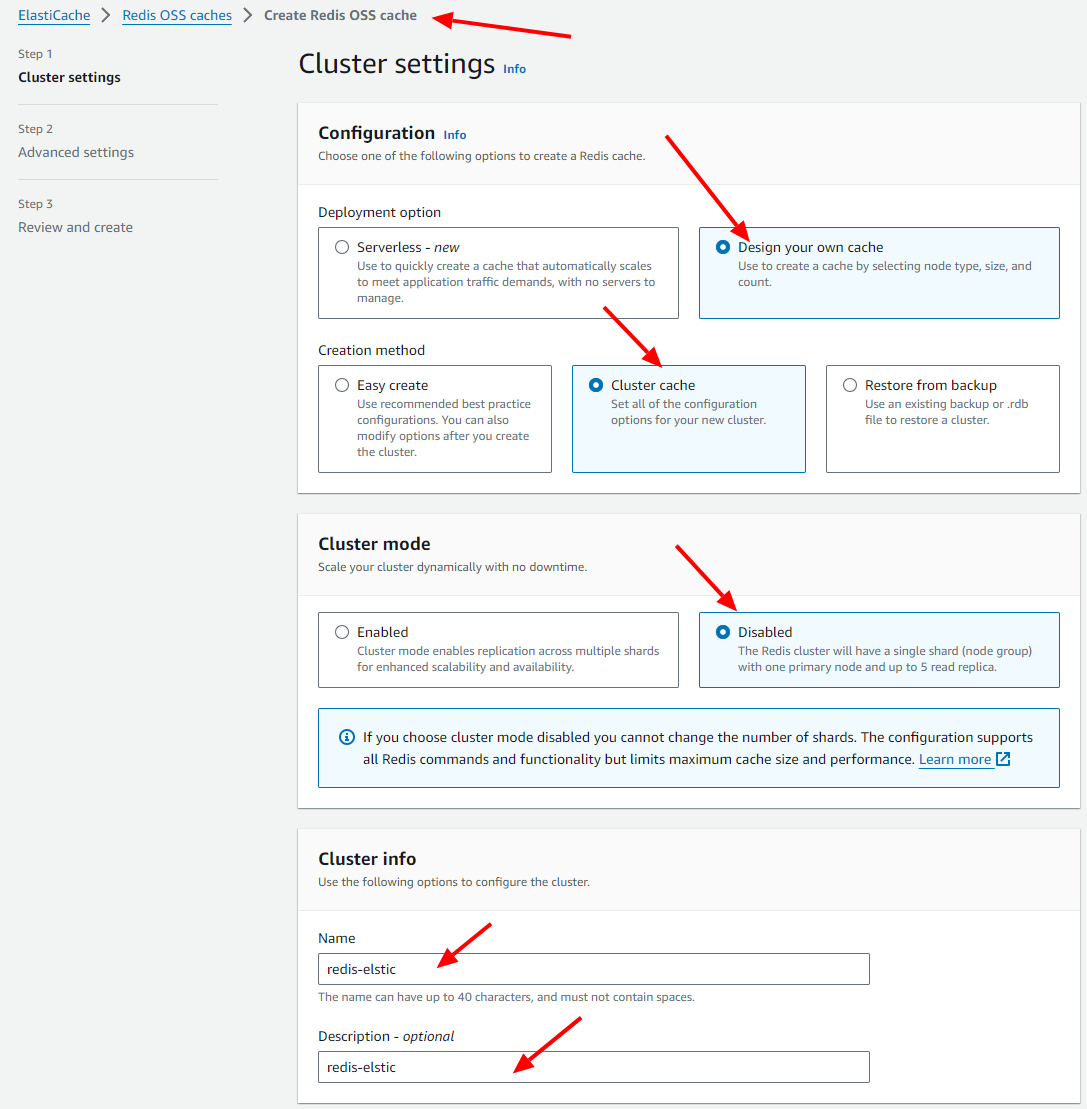 ElastiCache > Redis OSS caches > Create Redis OSS cache
Step 1
Cluster settings
Step 2
Advanced settings
Step 3
Review and create
Cluster settings Info
Configuration Info
Choose one of the following options to create a Redis cache.
Deployment option
Serverless - new
Use to quickly create a cache that automatically scales
to meet application traffic demands, with no servers to
manage.
Design your own cache
Use to create a cache by selecting node type, size, and
count.
Creation method
Easy create
Use recommended best practice
configurations. You can also
modify options after you create
the cluster.
Cluster cache
Set all of the configuration
options for your new cluster.
Restore from backup
Use an existing backup or .rdb
file to restore a cluster.
Cluster mode
Scale your cluster dynamically with no downtime.
Enabled
Cluster mode enables replication across multiple shards
for enhanced scalability and availability.
Disabled
The Redis cluster will have a single shard (node group)
with one primary node and up to 5 read replica.
If you choose cluster mode disabled you cannot change the number of shards. The configuration supports
all Redis commands and functionality but limits maximum cache size and performance. Learn more
Cluster info
Use the following options to configure the cluster.
Name
redis-elstic
The name can have up to 40 characters, and must not contain spaces.
Description - optional
redis-elstic